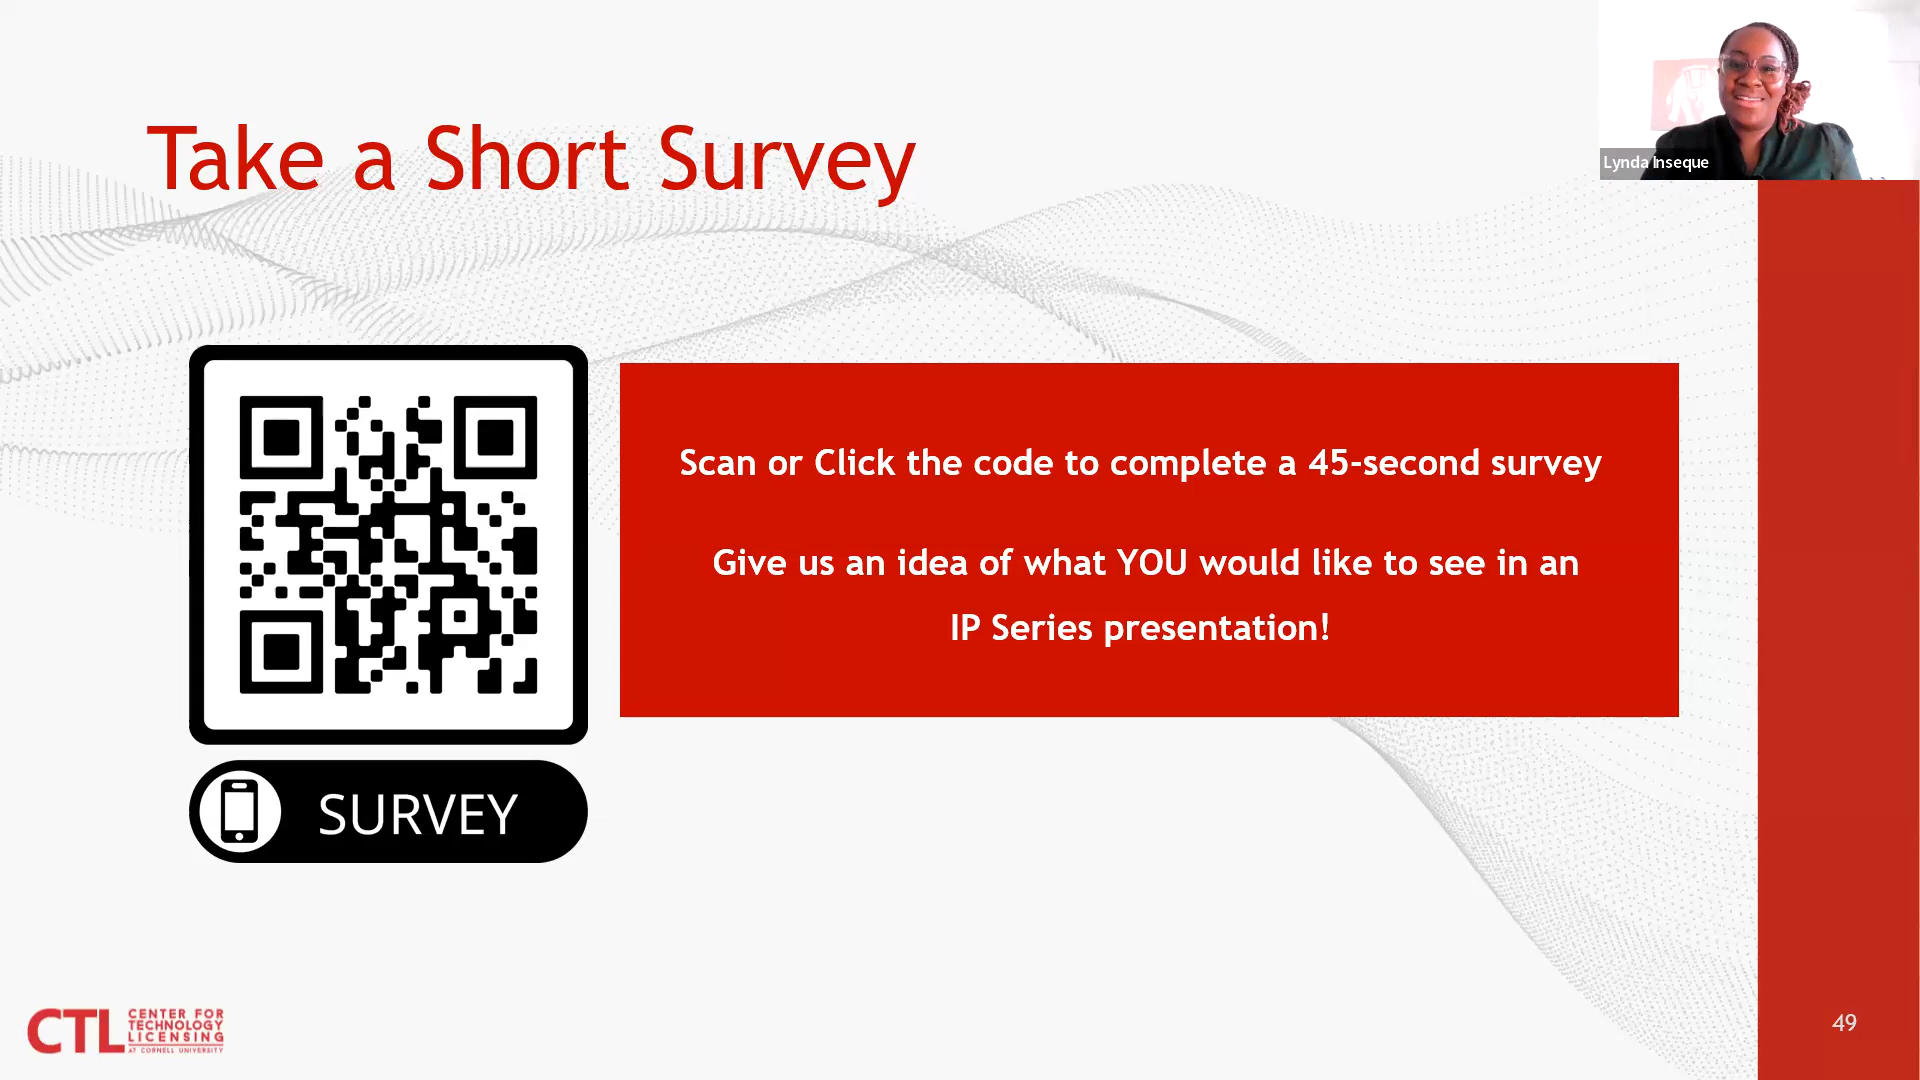 Lynda Inseque
Take a Short Survey
Scan or Click the code to complete a 45-second survey
Give us an idea of what YOU would like to see in an
IP Series presentation!
SURVEY
CTL
CENTER FOR
TECHNOLOGY
LICENSING
AT CORNELL UNIVERSITY
49